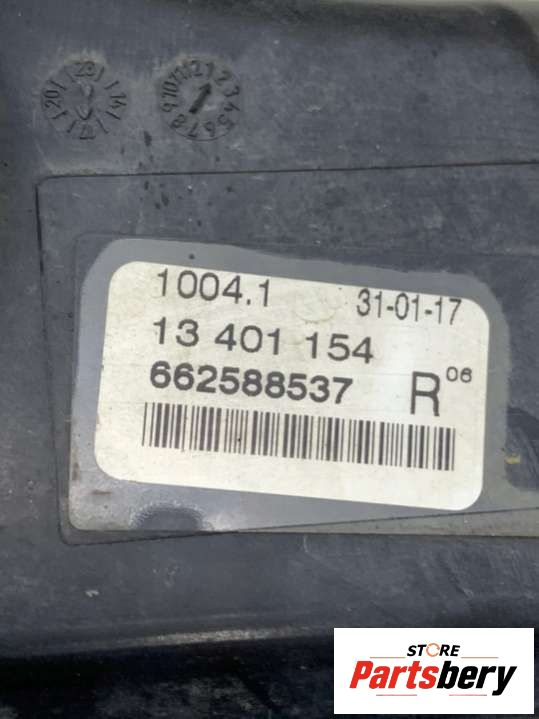 1004.1 31-01-17
13 401 154
662588537 R 06
STORE
Partsbery